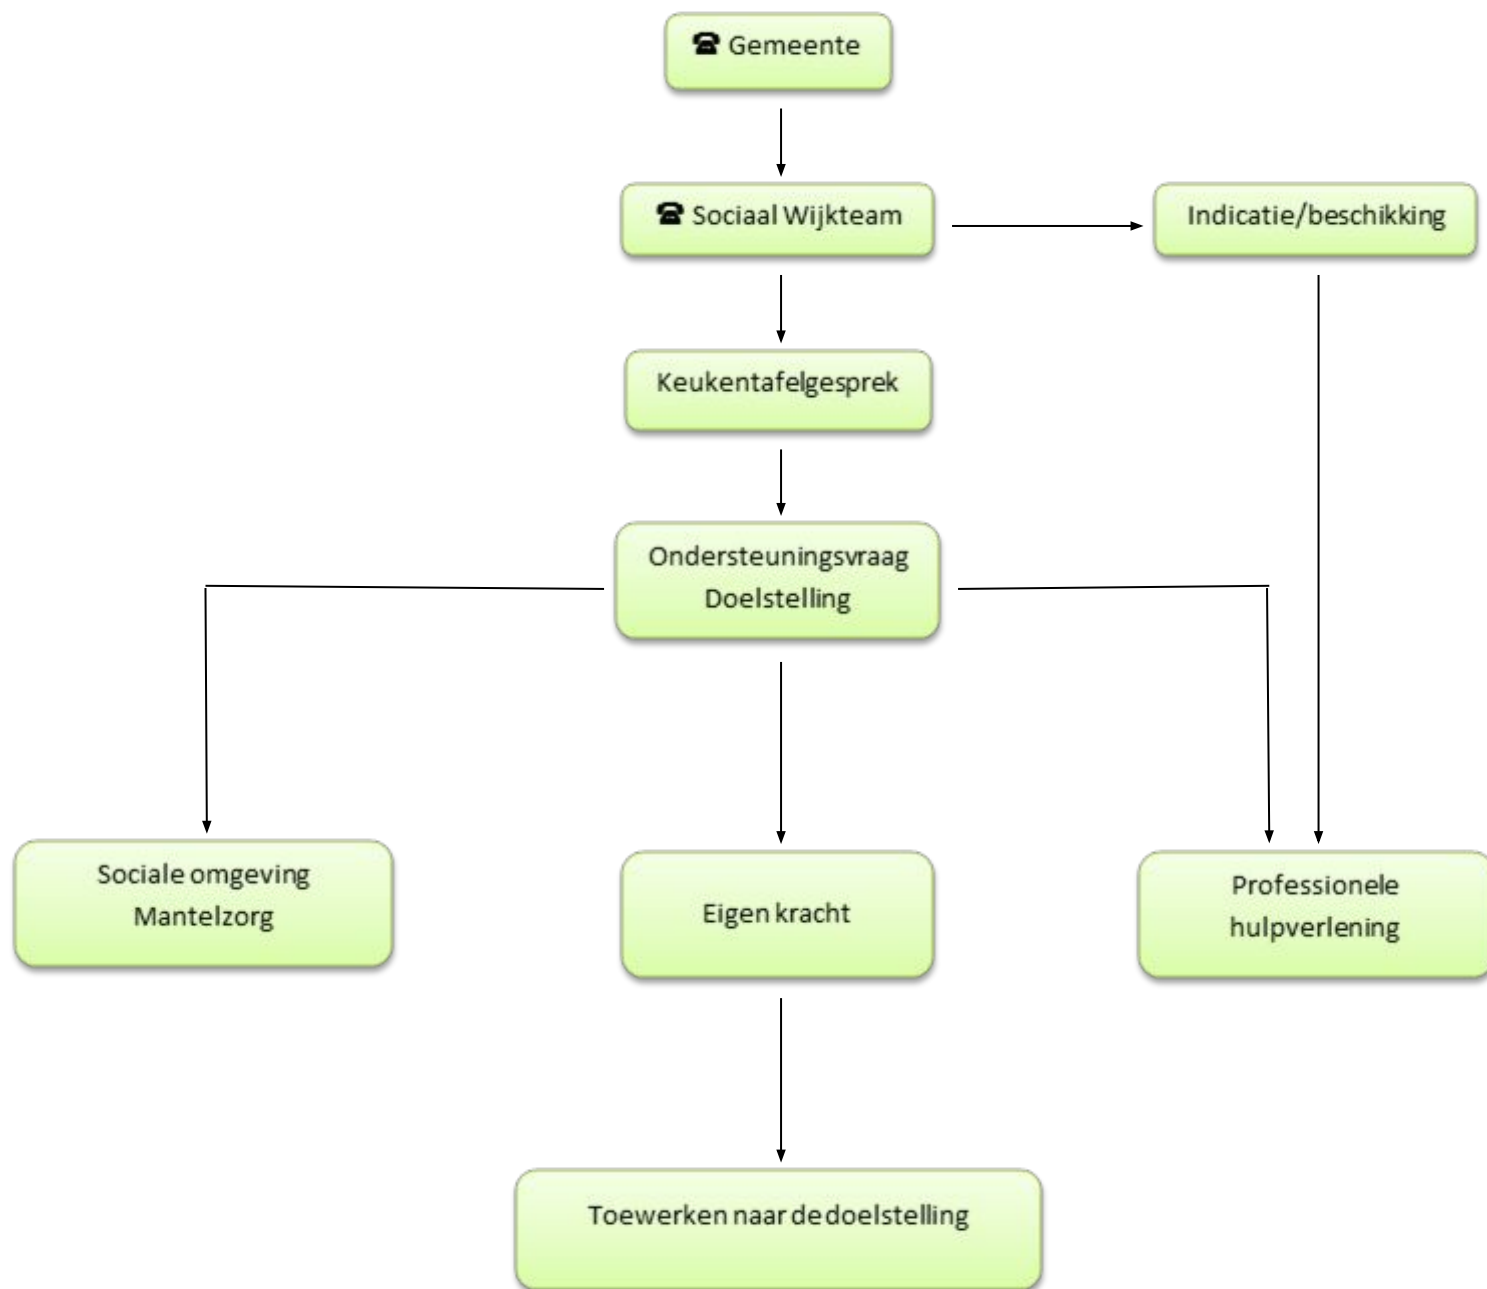 ☎ Gemeente
☎ Sociaal Wijkteam
Indicatie/beschikking
Keukentafelgesprek
Ondersteuningsvraag
Doelstelling
Sociale omgeving
Mantelzorg
Eigen kracht
Professionele
hulpverlening
Toewerken naar de doelstelling